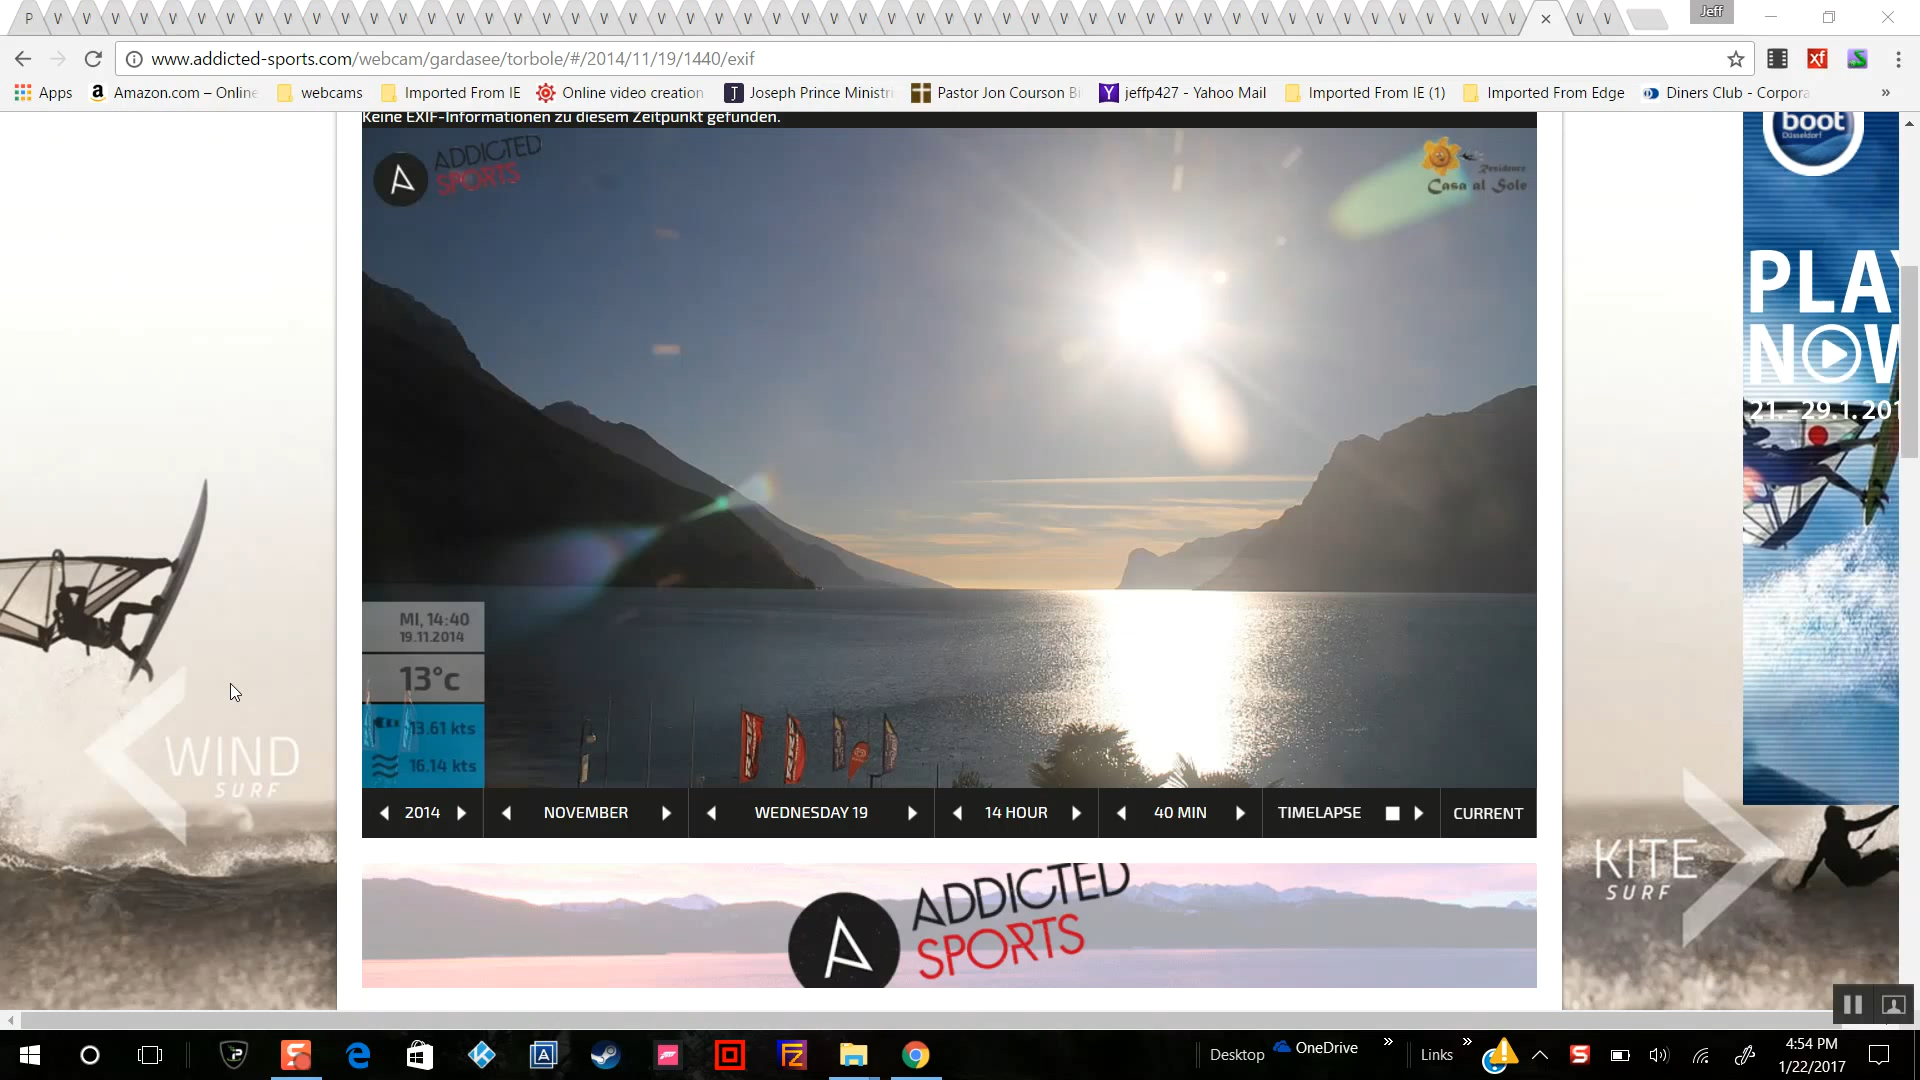 Jeff
www.addicted-sports.com/webcam/gardasee/torbole/#/2014/11/19/1440/exif
Apps
Amazon.com – Online
webcams
Imported From IE
Online video creation
Joseph Prince Ministri
Pastor Jon Courson Bi
jeffp427 - Yahoo Mail
Imported From IE (1)
Imported From Edge
Diners Club - Corpora
»
Keine EXIF-Informationen zu diesem Zeitpunkt gefunden.
ADDICTED
SPORTS
Residence
Casa al Sole
boot
Düsseldorf
PLAY
NOW
21.-29.1.201
MI, 14:40
19.11.2014
13°c
13.61 kts
16.14 kts
WIND
SURF
2014
NOVEMBER
WEDNESDAY 19
14 HOUR
40 MIN
TIMELAPSE
CURRENT
KITE
SURF
ADDICTED
SPORTS
Desktop
OneDrive
»
Links
»
4:54 PM
1/22/2017